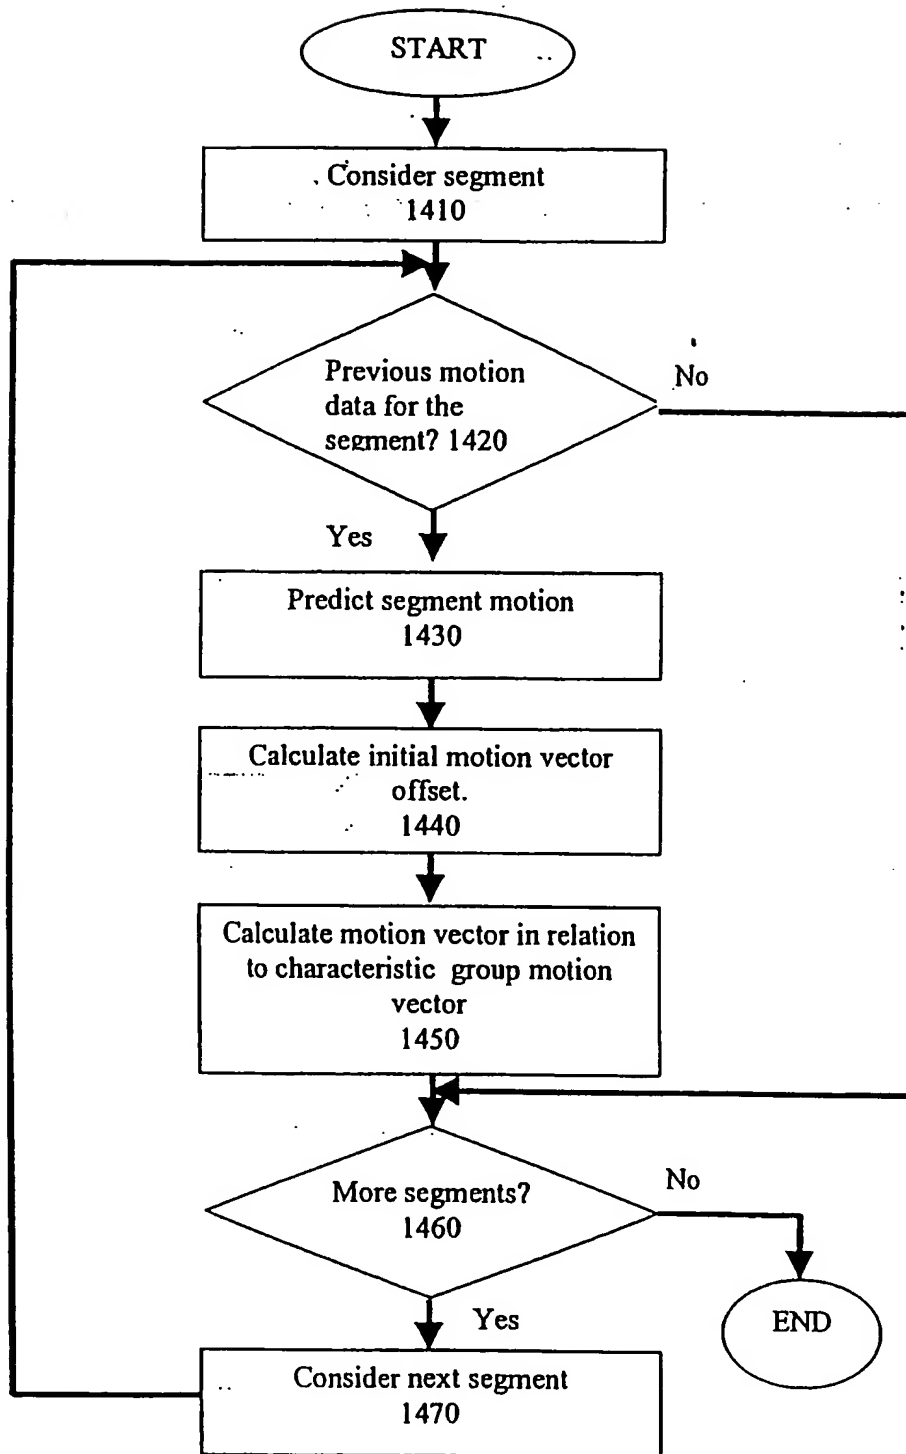 START
Consider segment
1410
Previous motion
data for the
segment? 1420
No
Yes
Predict segment motion
1430
Calculate initial motion vector
offset.
1440
Calculate motion vector in relation
to characteristic group motion
vector
1450
More segments?
1460
No
Yes
END
Consider next segment
1470